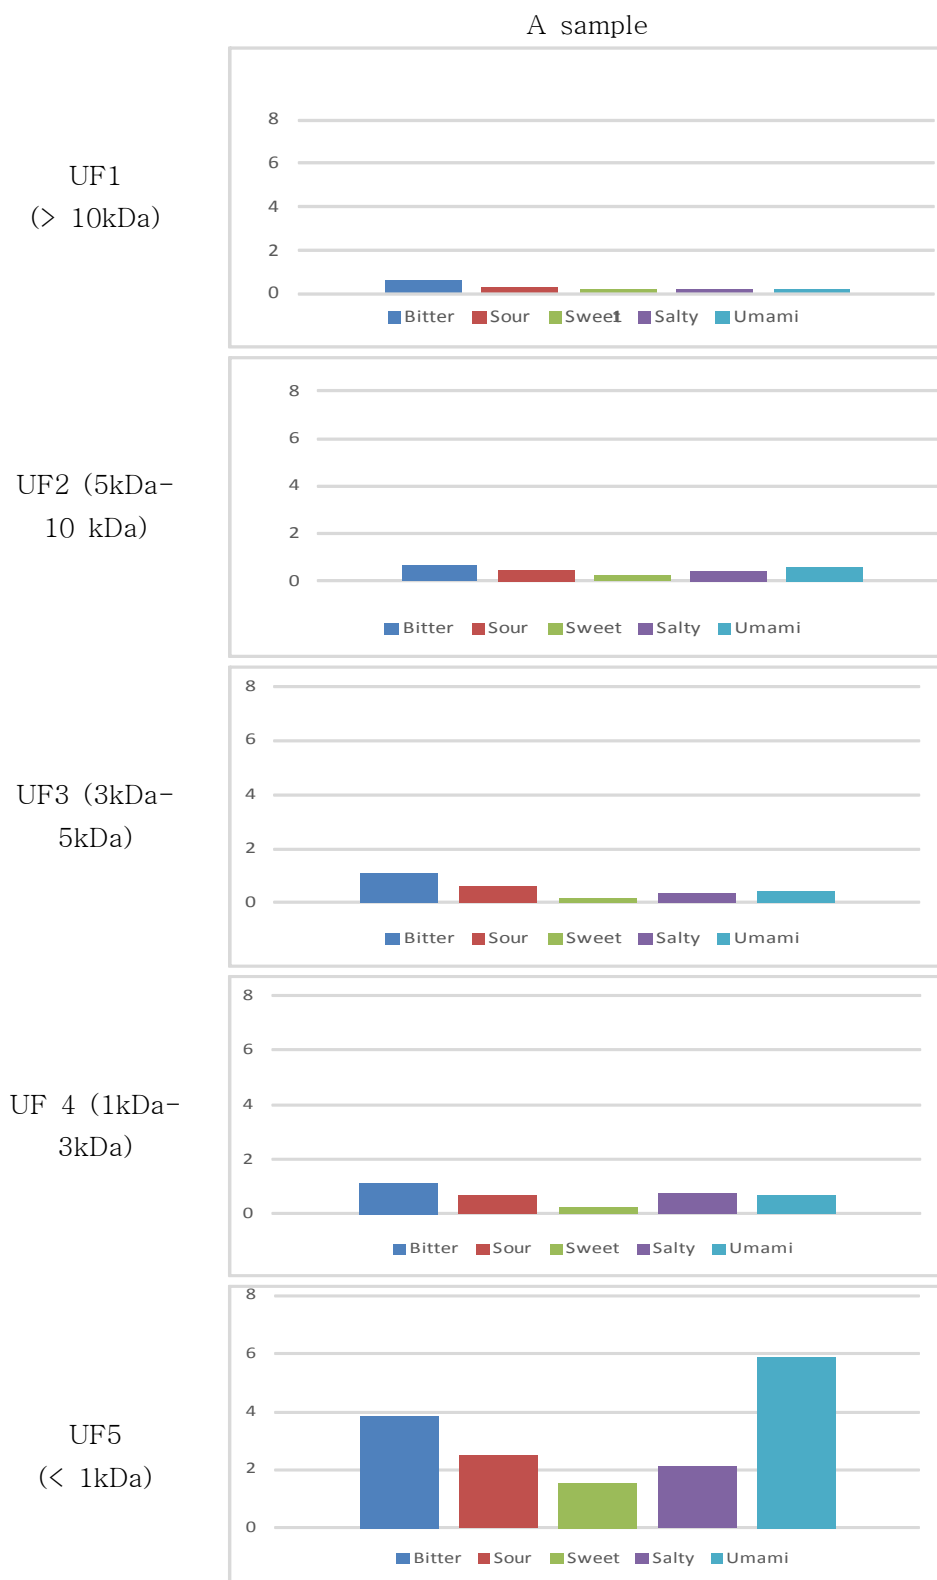 A sample
UF1
(> 10kDa)
8
6
4
2
0
Bitter Sour Sweet Salty Umami
UF2 (5kDa-
10 kDa)
8
6
4
2
0
Bitter Sour Sweet Salty Umami
UF3 (3kDa-
5kDa)
8
6
4
2
0
Bitter Sour Sweet Salty Umami
UF 4 (1kDa-
3kDa)
8
6
4
2
0
Bitter Sour Sweet Salty Umami
UF5
(< 1kDa)
8
6
4
2
0
Bitter Sour Sweet Salty Umami